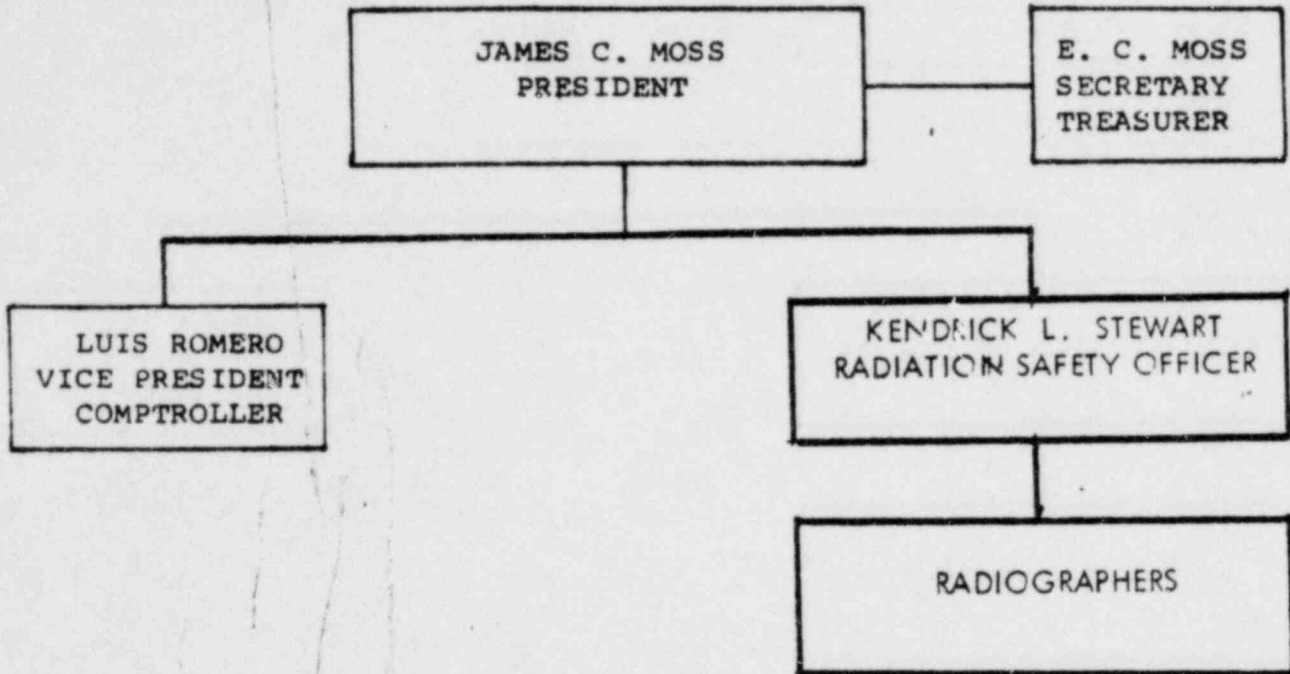 JAMES C. MOSS
PRESIDENT
E. C. MOSS
SECRETARY
TREASURER
LUIS ROMERO
VICE PRESIDENT
COMPTROLLER
KENDRICK L. STEWART
RADIATION SAFETY OFFICER
RADIOGRAPHERS